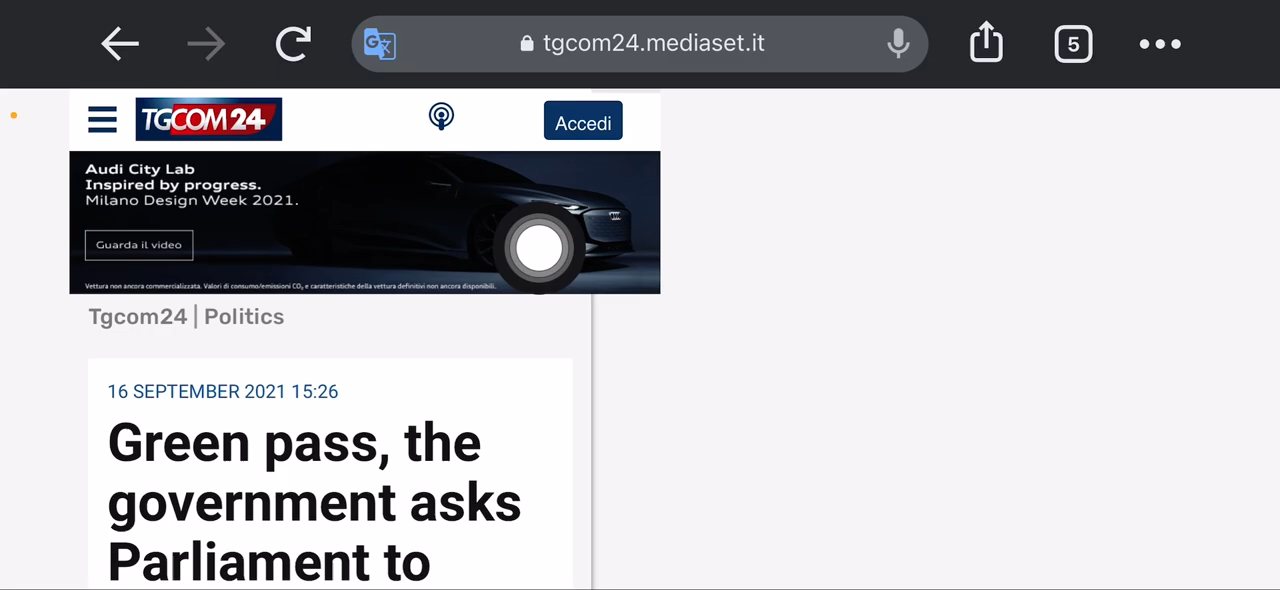 tgcom24.mediaset.it
5
TGCOM24
Accedi
Audi City Lab
Inspired by progress.
Milano Design Week 2021.
Guarda il video
Vettura non ancora commercializzata. Valori di consumo/emissioni CO₂ e caratteristiche della vettura definitivi non ancora disponibili.
Tgcom24 | Politics
16 SEPTEMBER 2021 15:26
Green pass, the
government asks
Parliament to